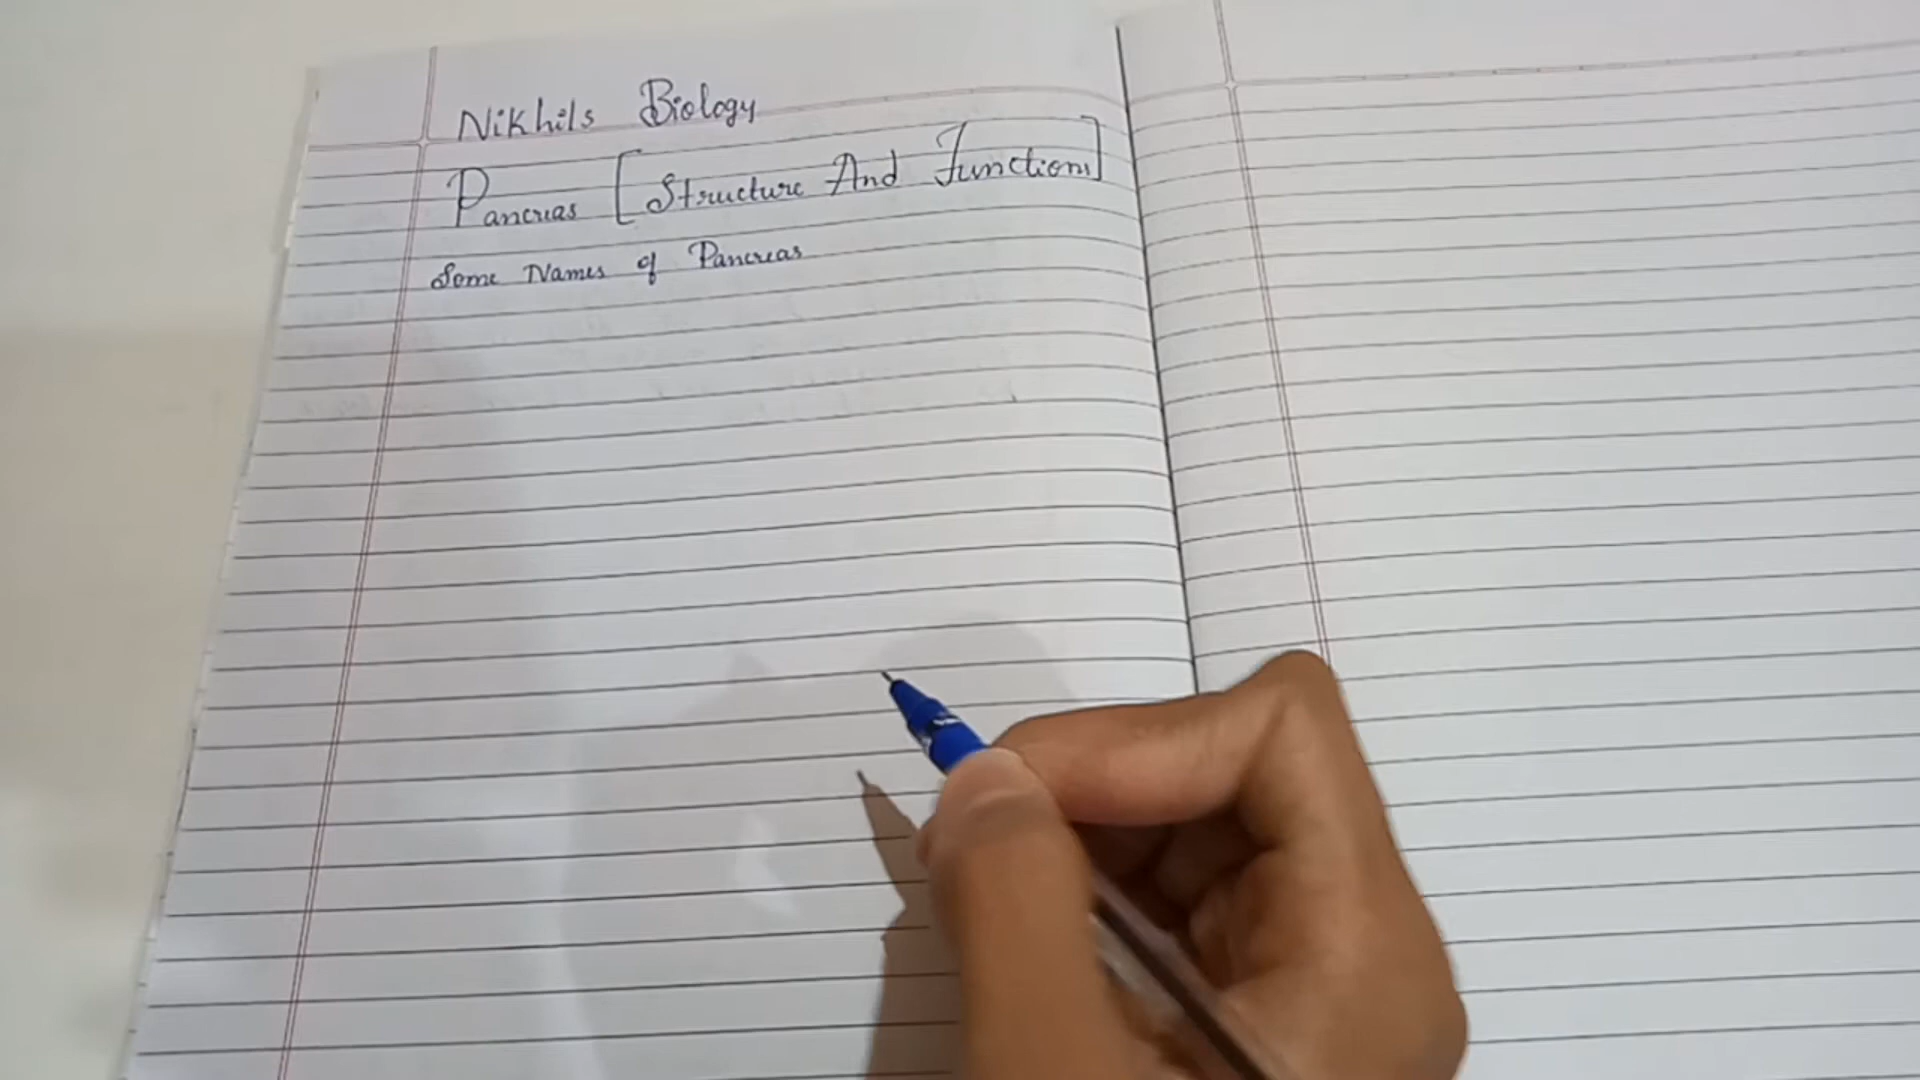 Nikhils Biology
Pancreas [Structure And Functions]
Some Names of Pancreas